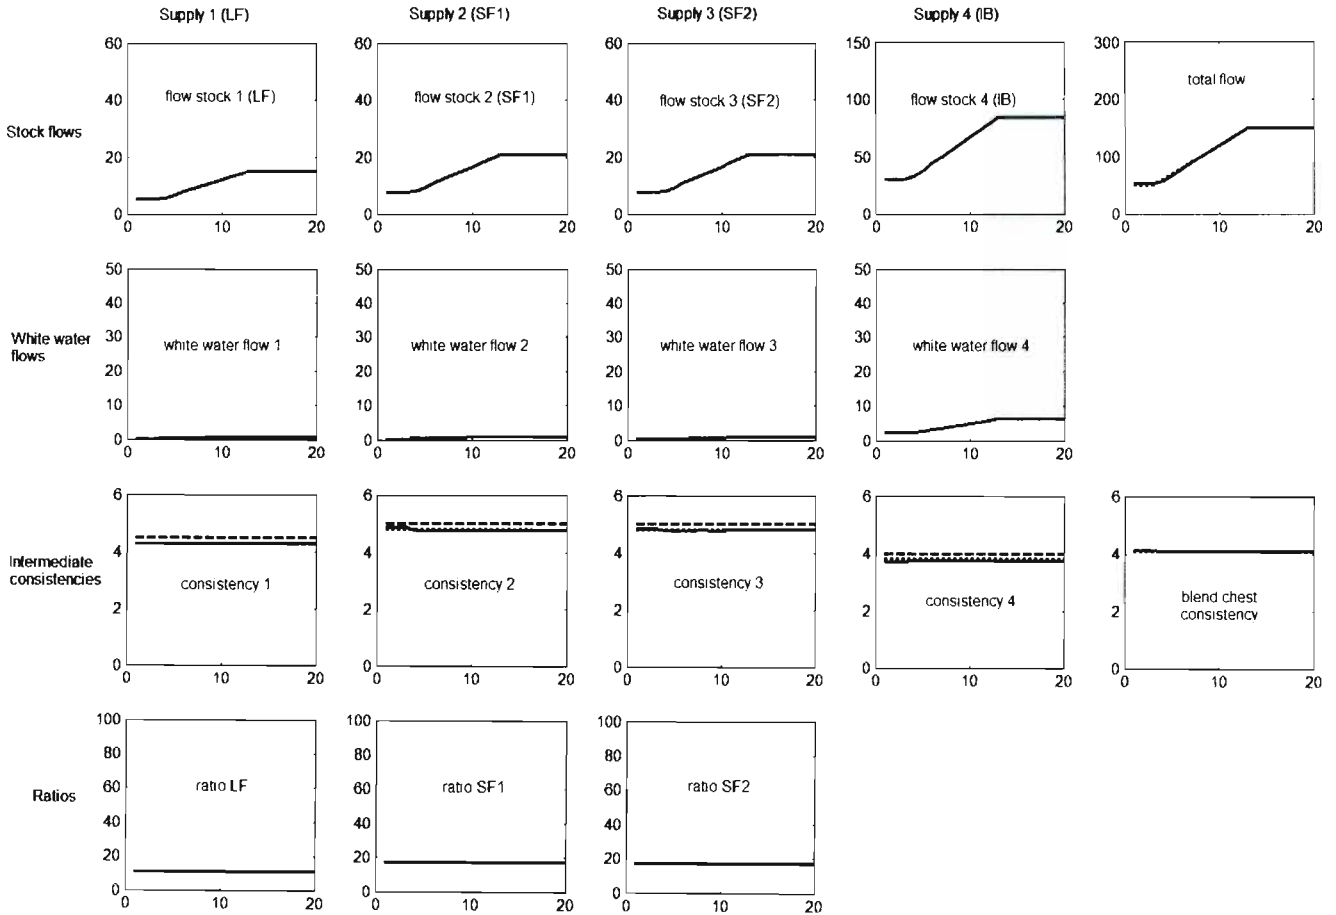 Supply 1 (LF)
Supply 2 (SF1)
Supply 3 (SF2)
Supply 4 (IB)
Stock flows
60
40
20
0
0 10 20
flow stock 1 (LF)
60
40
20
0
0 10 20
flow stock 2 (SF1)
60
40
20
0
0 10 20
flow stock 3 (SF2)
150
100
50
0
0 10 20
flow stock 4 (IB)
300
200
100
0
0 10 20
total flow
White water
flows
50
40
30
20
10
0
0 10 20
white water flow 1
50
40
30
20
10
0
0 10 20
white water flow 2
50
40
30
20
10
0
0 10 20
white water flow 3
50
40
30
20
10
0
0 10 20
white water flow 4
Intermediate
consistencies
6
4
2
0
0 10 20
consistency 1
6
4
2
0
0 10 20
consistency 2
6
4
2
0
0 10 20
consistency 3
6
4
2
0
0 10 20
consistency 4
6
4
2
0
0 10 20
blend chest
consistency
Ratios
100
80
60
40
20
0
0 10 20
ratio LF
100
80
60
40
20
0
0 10 20
ratio SF1
100
80
60
40
20
0
0 10 20
ratio SF2